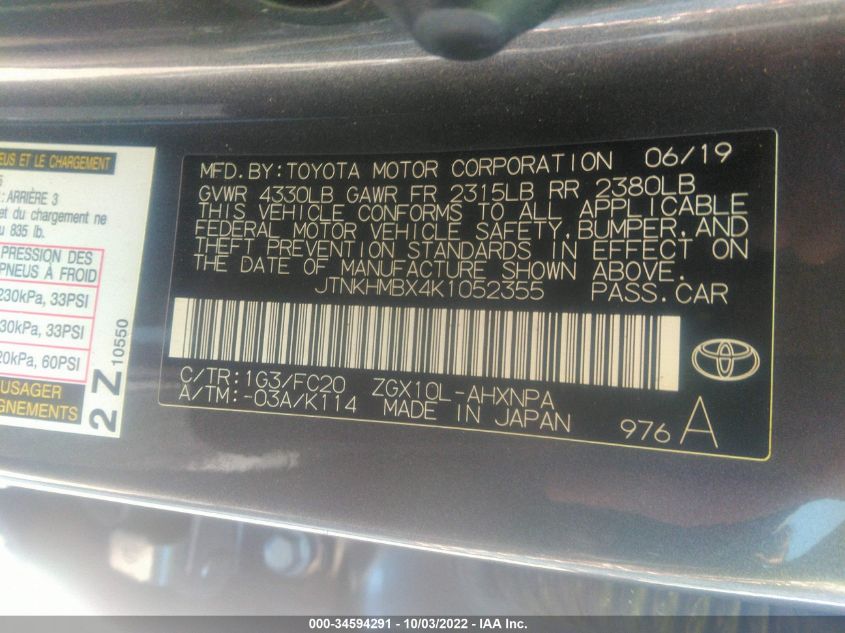 EUS ET LE CHARGEMENT
: ARRIÈRE 3
et du chargement ne
835 lb.
PRESSION DES
PNEUS À FROID
230kPa, 33PSI
30kPa, 33PSI
20kPa, 60PSI
USAGER
GNEMENTS
2Z 10550
MFD.BY:TOYOTA MOTOR CORPORATION 06/19
GVWR 4330LB GAWR FR 2315LB RR 2380LB
THIS VEHICLE CONFORMS TO ALL APPLICABLE
FEDERAL MOTOR VEHICLE SAFETY,BUMPER,AND
THEFT PREVENTION STANDARDS IN EFFECT ON
THE DATE OF MANUFACTURE SHOWN ABOVE.
JTNKHMBX4K1052355 PASS.CAR
C/TR:1G3/FC20 ZGX10L-AHXNPA
A/TM:-03A/K114 MADE IN JAPAN
976 A
000-34594291 - 10/03/2022 - IAA Inc.